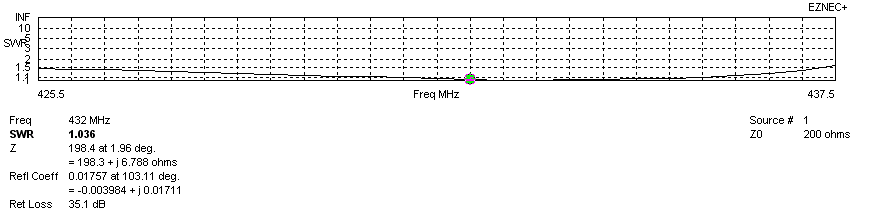 EZNEC+
INF
10
5
SWR
3
2
1.5
1.1
425.5
Freq MHz
437.5
Freq 432 MHz
Source # 1
SWR 1.036
Z0 200 ohms
Z 198.4 at 1.96 deg.
= 198.3 + j 6.788 ohms
Refl Coeff 0.01757 at 103.11 deg.
= -0.003984 + j 0.01711
Ret Loss 35.1 dB